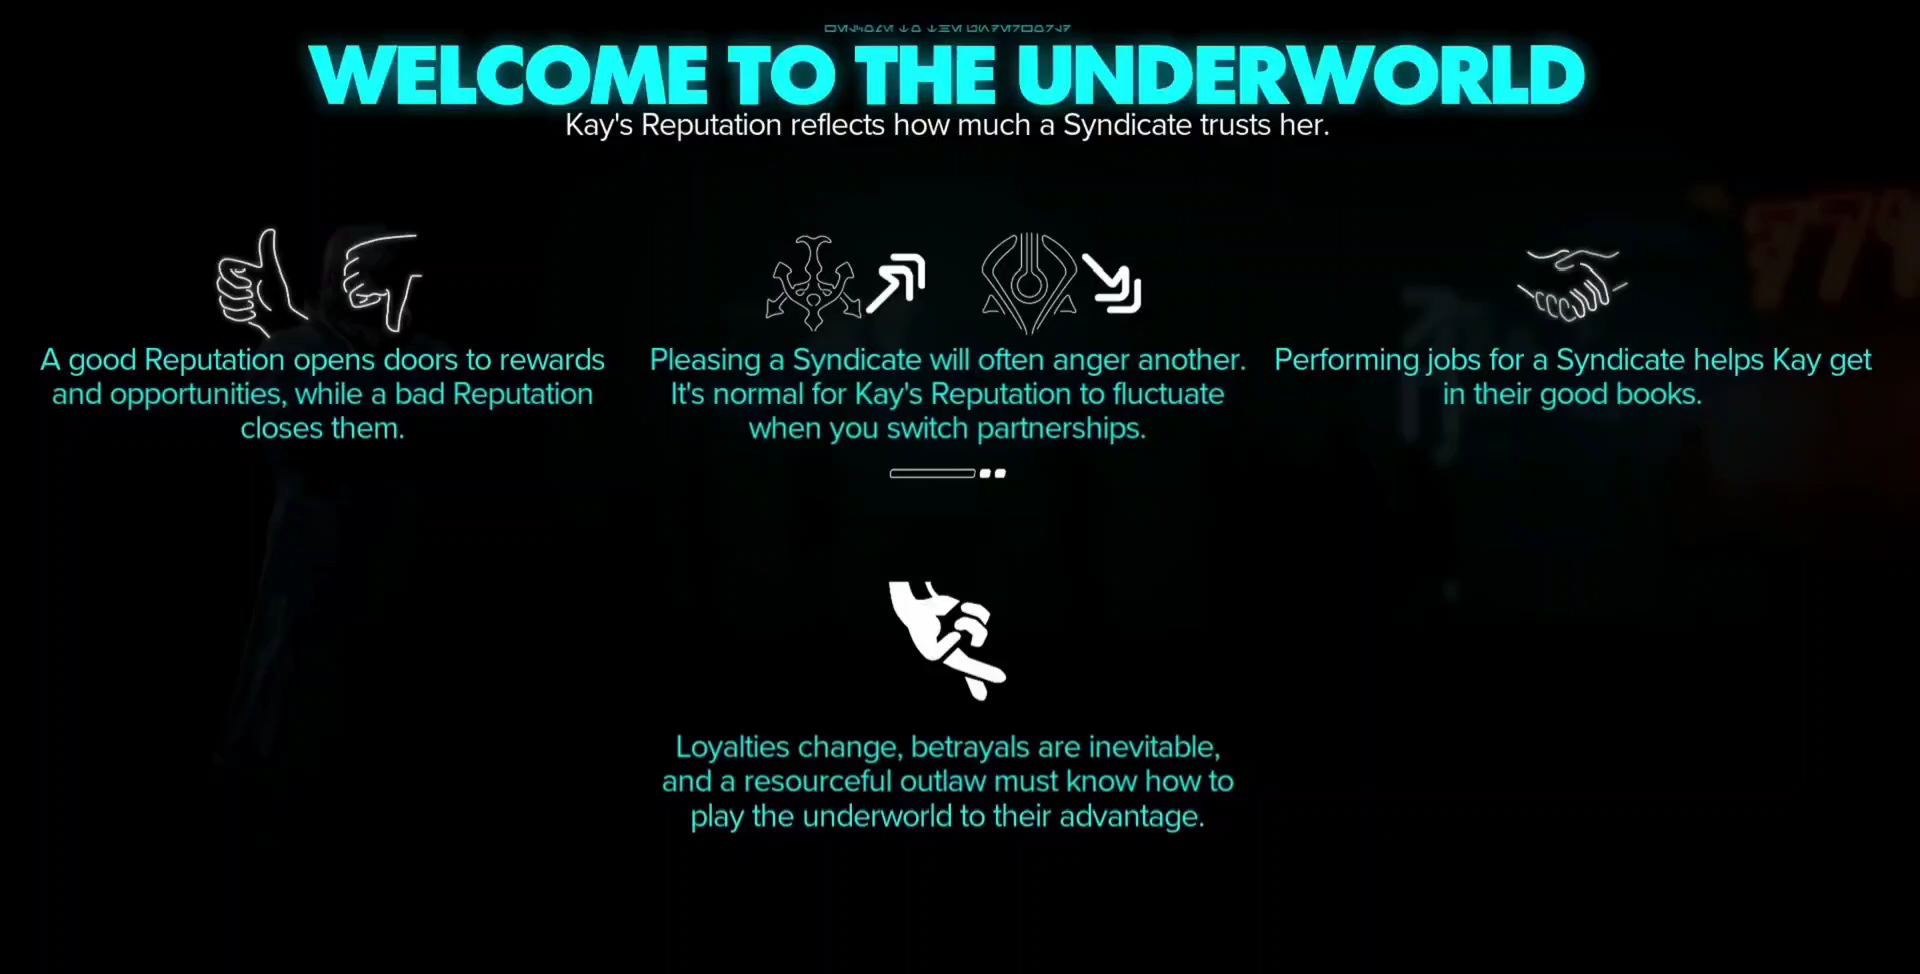 WELCOME TO THE UNDERWORLD
Kay's Reputation reflects how much a Syndicate trusts her.
A good Reputation opens doors to rewards
and opportunities, while a bad Reputation
closes them.
Pleasing a Syndicate will often anger another.
It's normal for Kay's Reputation to fluctuate
when you switch partnerships.
Performing jobs for a Syndicate helps Kay get
in their good books.
Loyalties change, betrayals are inevitable,
and a resourceful outlaw must know how to
play the underworld to their advantage.